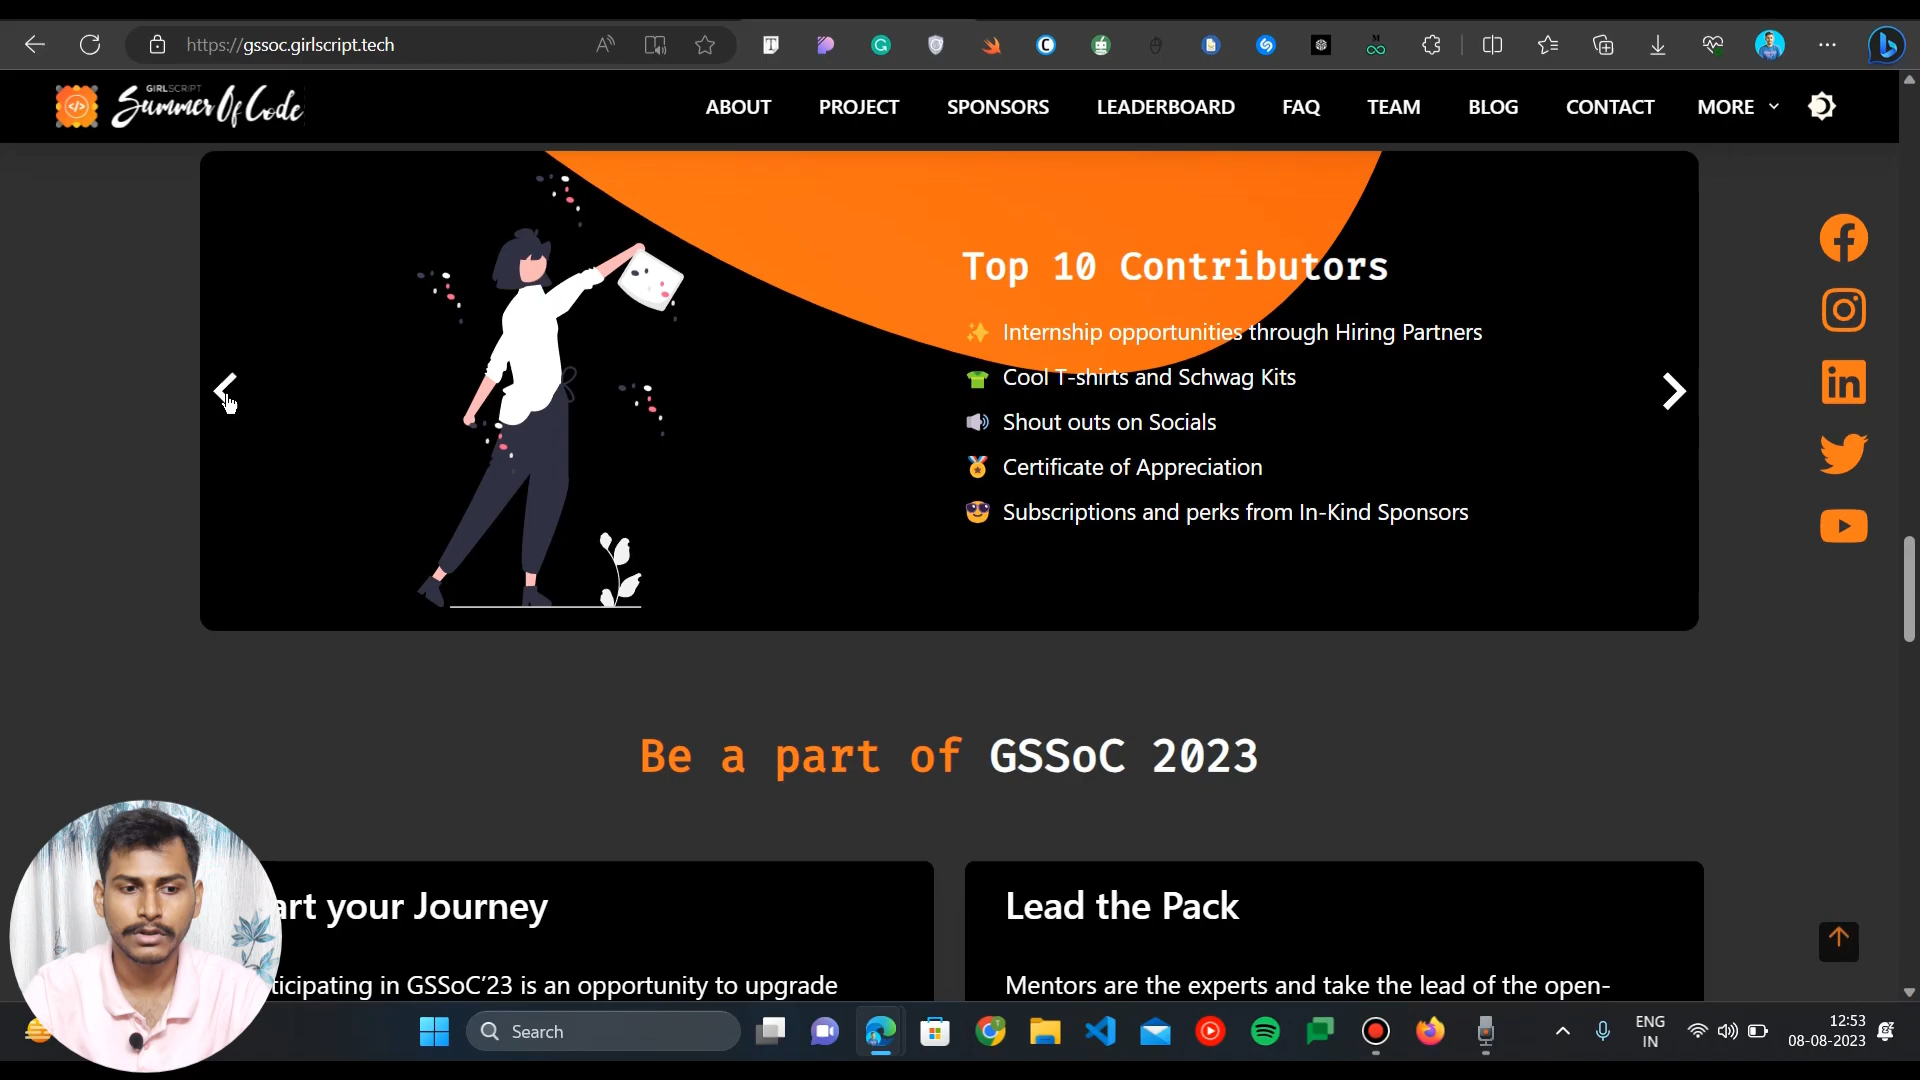 https://gssoc.girlscript.tech
GIRLSCRIPT
Summer Of Code
ABOUT
PROJECT
SPONSORS
LEADERBOARD
FAQ
TEAM
BLOG
CONTACT
MORE
Top 10 Contributors
Internship opportunities through Hiring Partners
Cool T-shirts and Schwag Kits
Shout outs on Socials
Certificate of Appreciation
Subscriptions and perks from In-Kind Sponsors
Be a part of GSSoC 2023
art your Journey
ticipating in GSSoC'23 is an opportunity to upgrade
Lead the Pack
Mentors are the experts and take the lead of the open-
Search
ENG
IN
12:53
08-08-2023